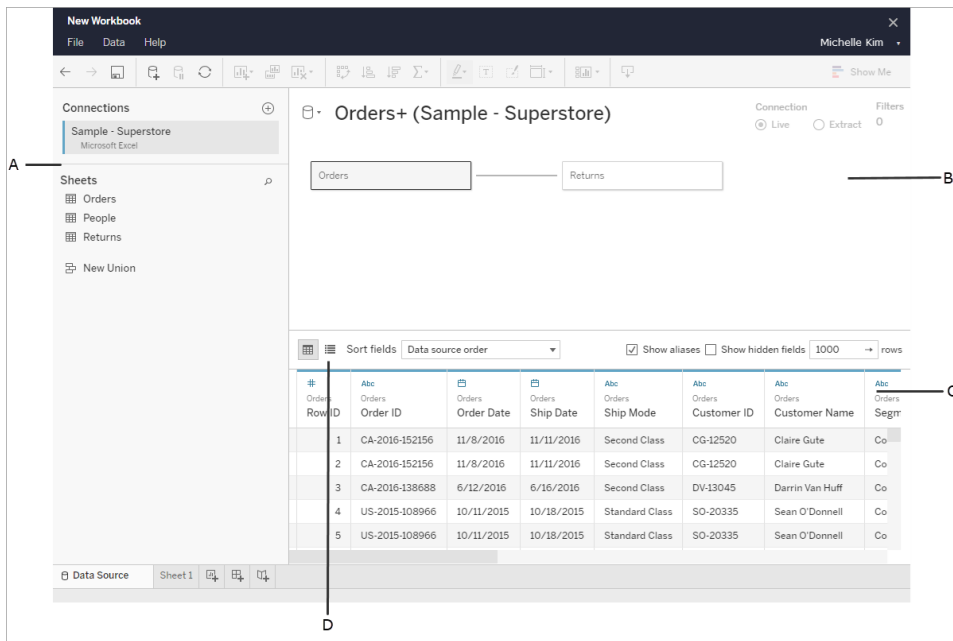 New Workbook
File Data Help
Michelle Kim
Show Me
Connections
Sample - Superstore
Microsoft Excel
A
Sheets
Orders
People
Returns
New Union
Orders+ (Sample - Superstore)
Connection
Live Extract
Filters
0
Orders
Returns
B
Sort fields Data source order
Show aliases Show hidden fields 1000 → rows
# Abc Abc Abc Abc Abc
Orders Orders Orders Orders Orders Orders Orders Orders
Row ID Order ID Order Date Ship Date Ship Mode Customer ID Customer Name Segm
C
1 CA-2016-152156 11/8/2016 11/11/2016 Second Class CG-12520 Claire Gute Co
2 CA-2016-152156 11/8/2016 11/11/2016 Second Class CG-12520 Claire Gute Co
3 CA-2016-138688 6/12/2016 6/16/2016 Second Class DV-13045 Darrin Van Huff Co
4 US-2015-108966 10/11/2015 10/18/2015 Standard Class SO-20335 Sean O'Donnell Co
5 US-2015-108966 10/11/2015 10/18/2015 Standard Class SO-20335 Sean O'Donnell Co
Data Source Sheet 1
D